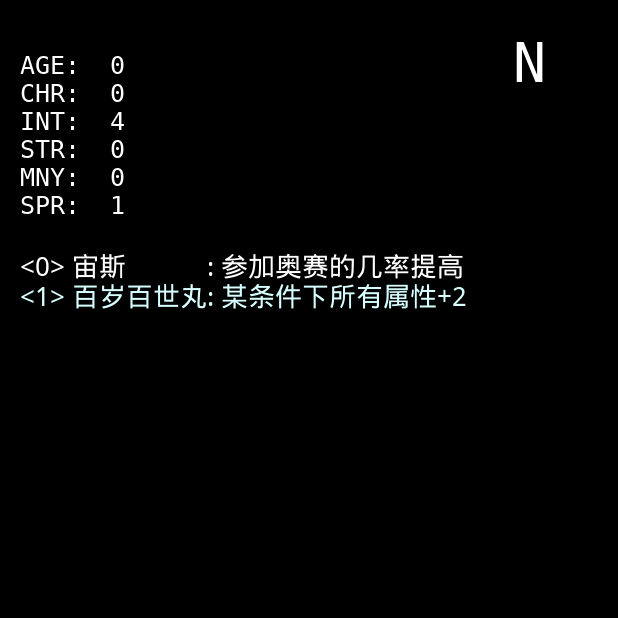 N
AGE:  0
CHR:  0
INT:  4
STR:  0
MNY:  0
SPR:  1
<0> 宙斯　　　: 参加奥赛的几率提高
<1> 百岁百世丸: 某条件下所有属性+2